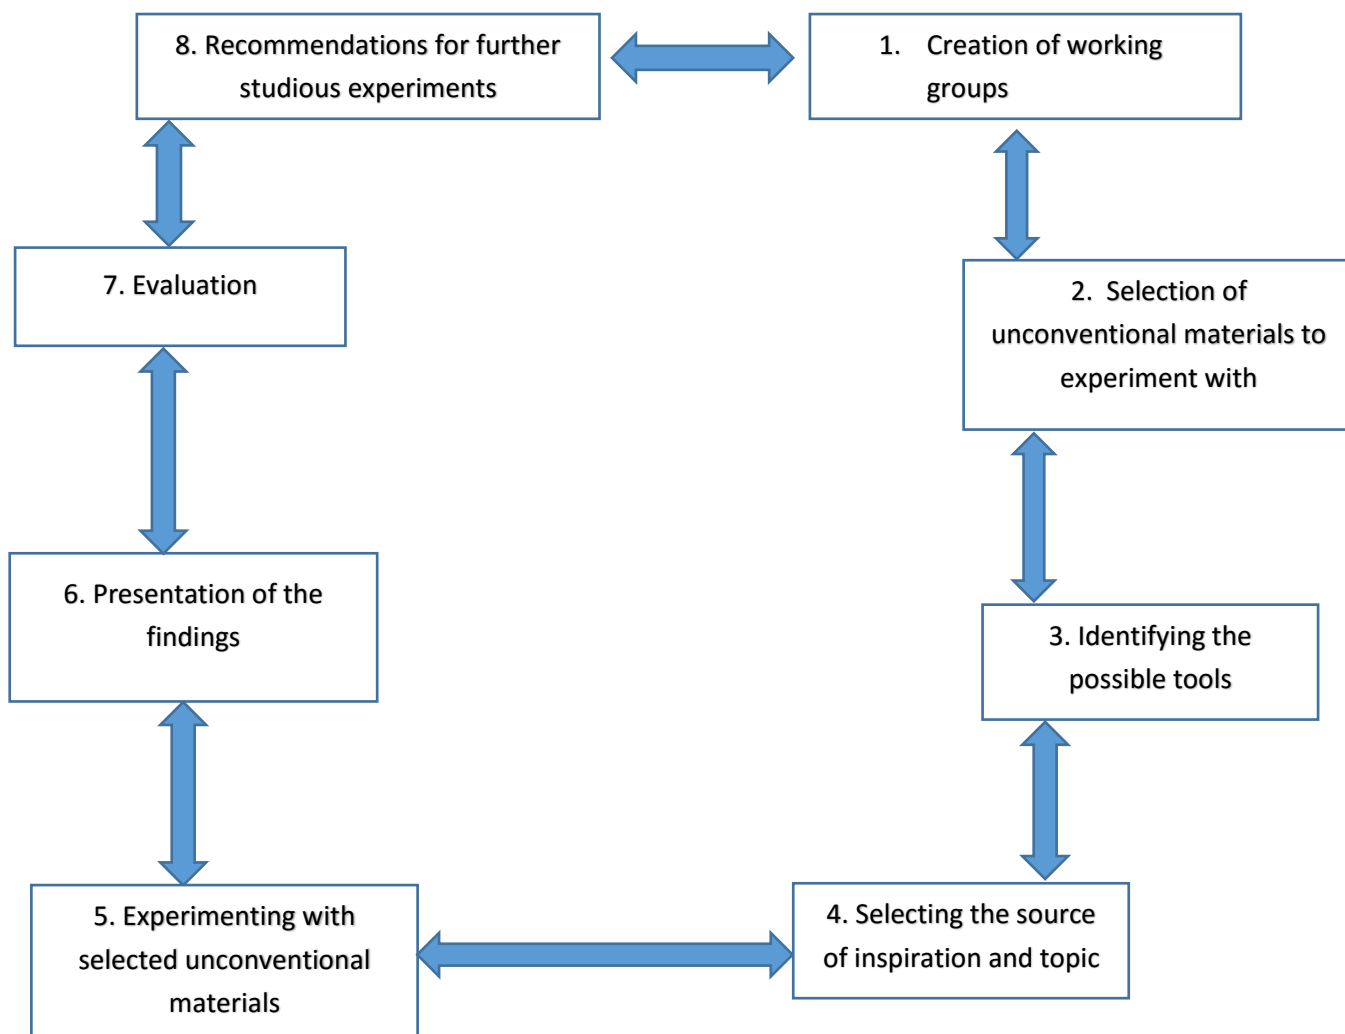 1. Creation of working
groups
2. Selection of
unconventional materials to
experiment with
3. Identifying the
possible tools
4. Selecting the source
of inspiration and topic
5. Experimenting with
selected unconventional
materials
6. Presentation of the
findings
7. Evaluation
8. Recommendations for further
studious experiments